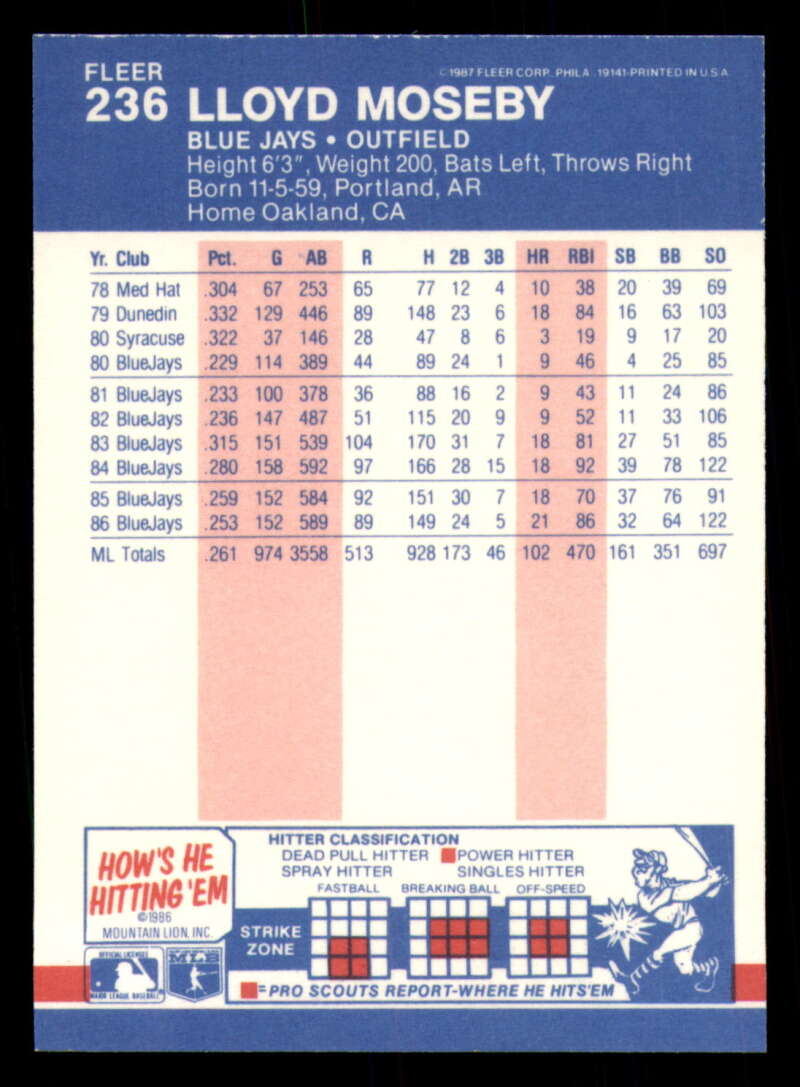 FLEER
©1987 FLEER CORP. PHILA. 19141-PRINTED IN U.S.A.
236 LLOYD MOSEBY
BLUE JAYS • OUTFIELD
Height 6'3", Weight 200, Bats Left, Throws Right
Born 11-5-59, Portland, AR
Home Oakland, CA
Yr. Club Pct. G AB R H 2B 3B HR RBI SB BB SO
78 Med Hat .304 67 253 65 77 12 4 10 38 20 39 69
79 Dunedin .332 129 446 89 148 23 6 18 84 16 63 103
80 Syracuse .322 37 146 28 47 8 6 3 19 9 17 20
80 BlueJays .229 114 389 44 89 24 1 9 46 4 25 85
81 BlueJays .233 100 378 36 88 16 2 9 43 11 24 86
82 BlueJays .236 147 487 51 115 20 9 9 52 11 33 106
83 BlueJays .315 151 539 104 170 31 7 18 81 27 51 85
84 BlueJays .280 158 592 97 166 28 15 18 92 39 78 122
85 BlueJays .259 152 584 92 151 30 7 18 70 37 76 91
86 BlueJays .253 152 589 89 149 24 5 21 86 32 64 122
ML Totals .261 974 3558 513 928 173 46 102 470 161 351 697
HOW'S HE
HITTING 'EM
©1986
MOUNTAIN LION, INC.
HITTER CLASSIFICATION
DEAD PULL HITTER POWER HITTER
SPRAY HITTER SINGLES HITTER
FASTBALL BREAKING BALL OFF-SPEED
STRIKE
ZONE
=PRO SCOUTS REPORT-WHERE HE HITS'EM
OFFICIAL LICENSEE
MAJOR LEAGUE BASEBALL
MLB